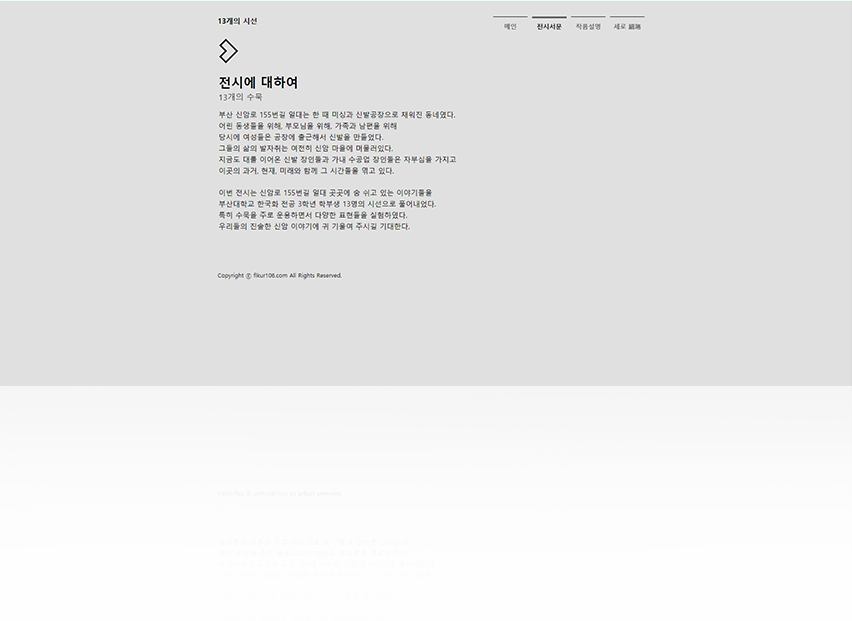 13개의 시선
메인 전시서문 작품설명 세로 細路
전시에 대하여
13개의 수묵
부산 신암로 155번길 일대는 한 때 미싱과 신발공장으로 채워진 동네였다.
어린 동생들을 위해, 부모님을 위해, 가족과 남편을 위해
당시에 여성들은 공장에 출근해서 신발을 만들었다.
그들의 삶의 발자취는 여전히 신암 마을에 머물러있다.
지금도 대를 이어온 신발 장인들과 가내 수공업 장인들은 자부심을 가지고
이곳의 과거, 현재, 미래와 함께 그 시간들을 엮고 있다.
이번 전시는 신암로 155번길 일대 곳곳에 숨 쉬고 있는 이야기들을
부산대학교 한국화 전공 3학년 학부생 13명의 시선으로 풀어내었다.
특히 수묵을 주로 운용하면서 다양한 표현들을 실험하였다.
우리들의 진솔한 신암 이야기에 귀 기울여 주시길 기대한다.
Copyright ⓒ flkur108.com All Rights Reserved.